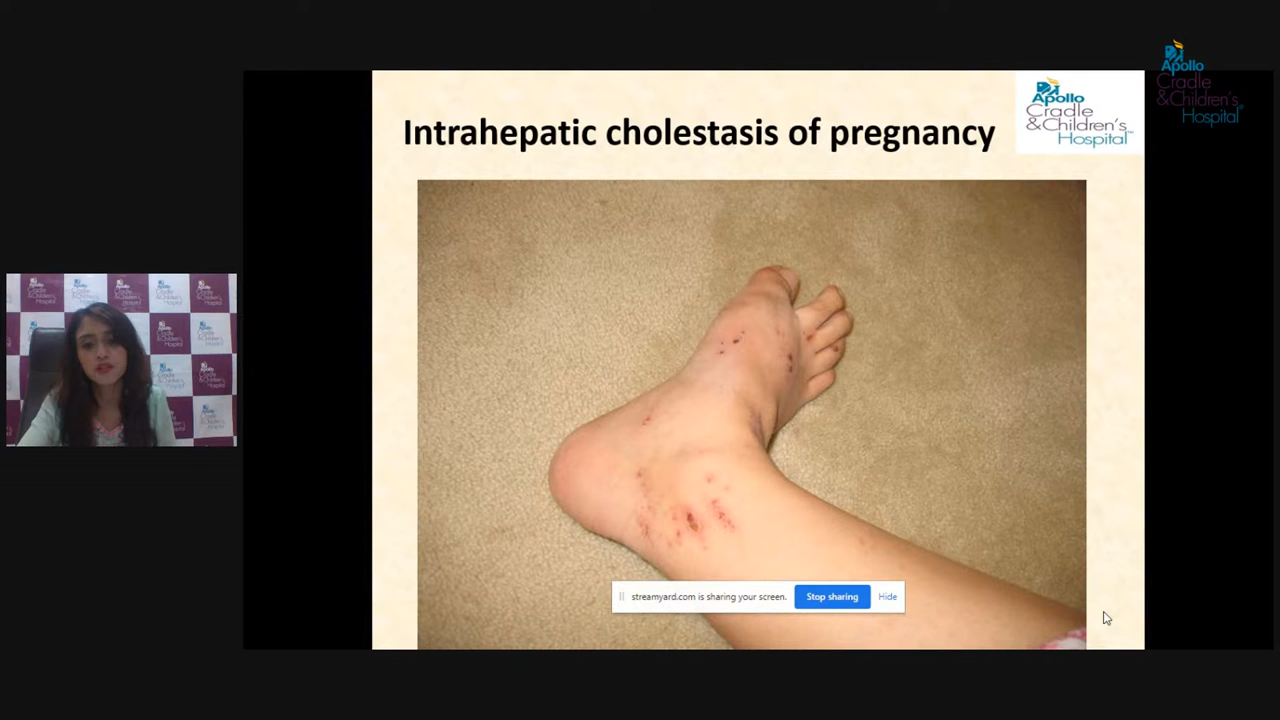 Intrahepatic cholestasis of pregnancy
Apollo
Cradle
&Children's
Hospital
Apollo
Cradle
&Children's
Hospital
streamyard.com is sharing your screen.
Stop sharing
Hide